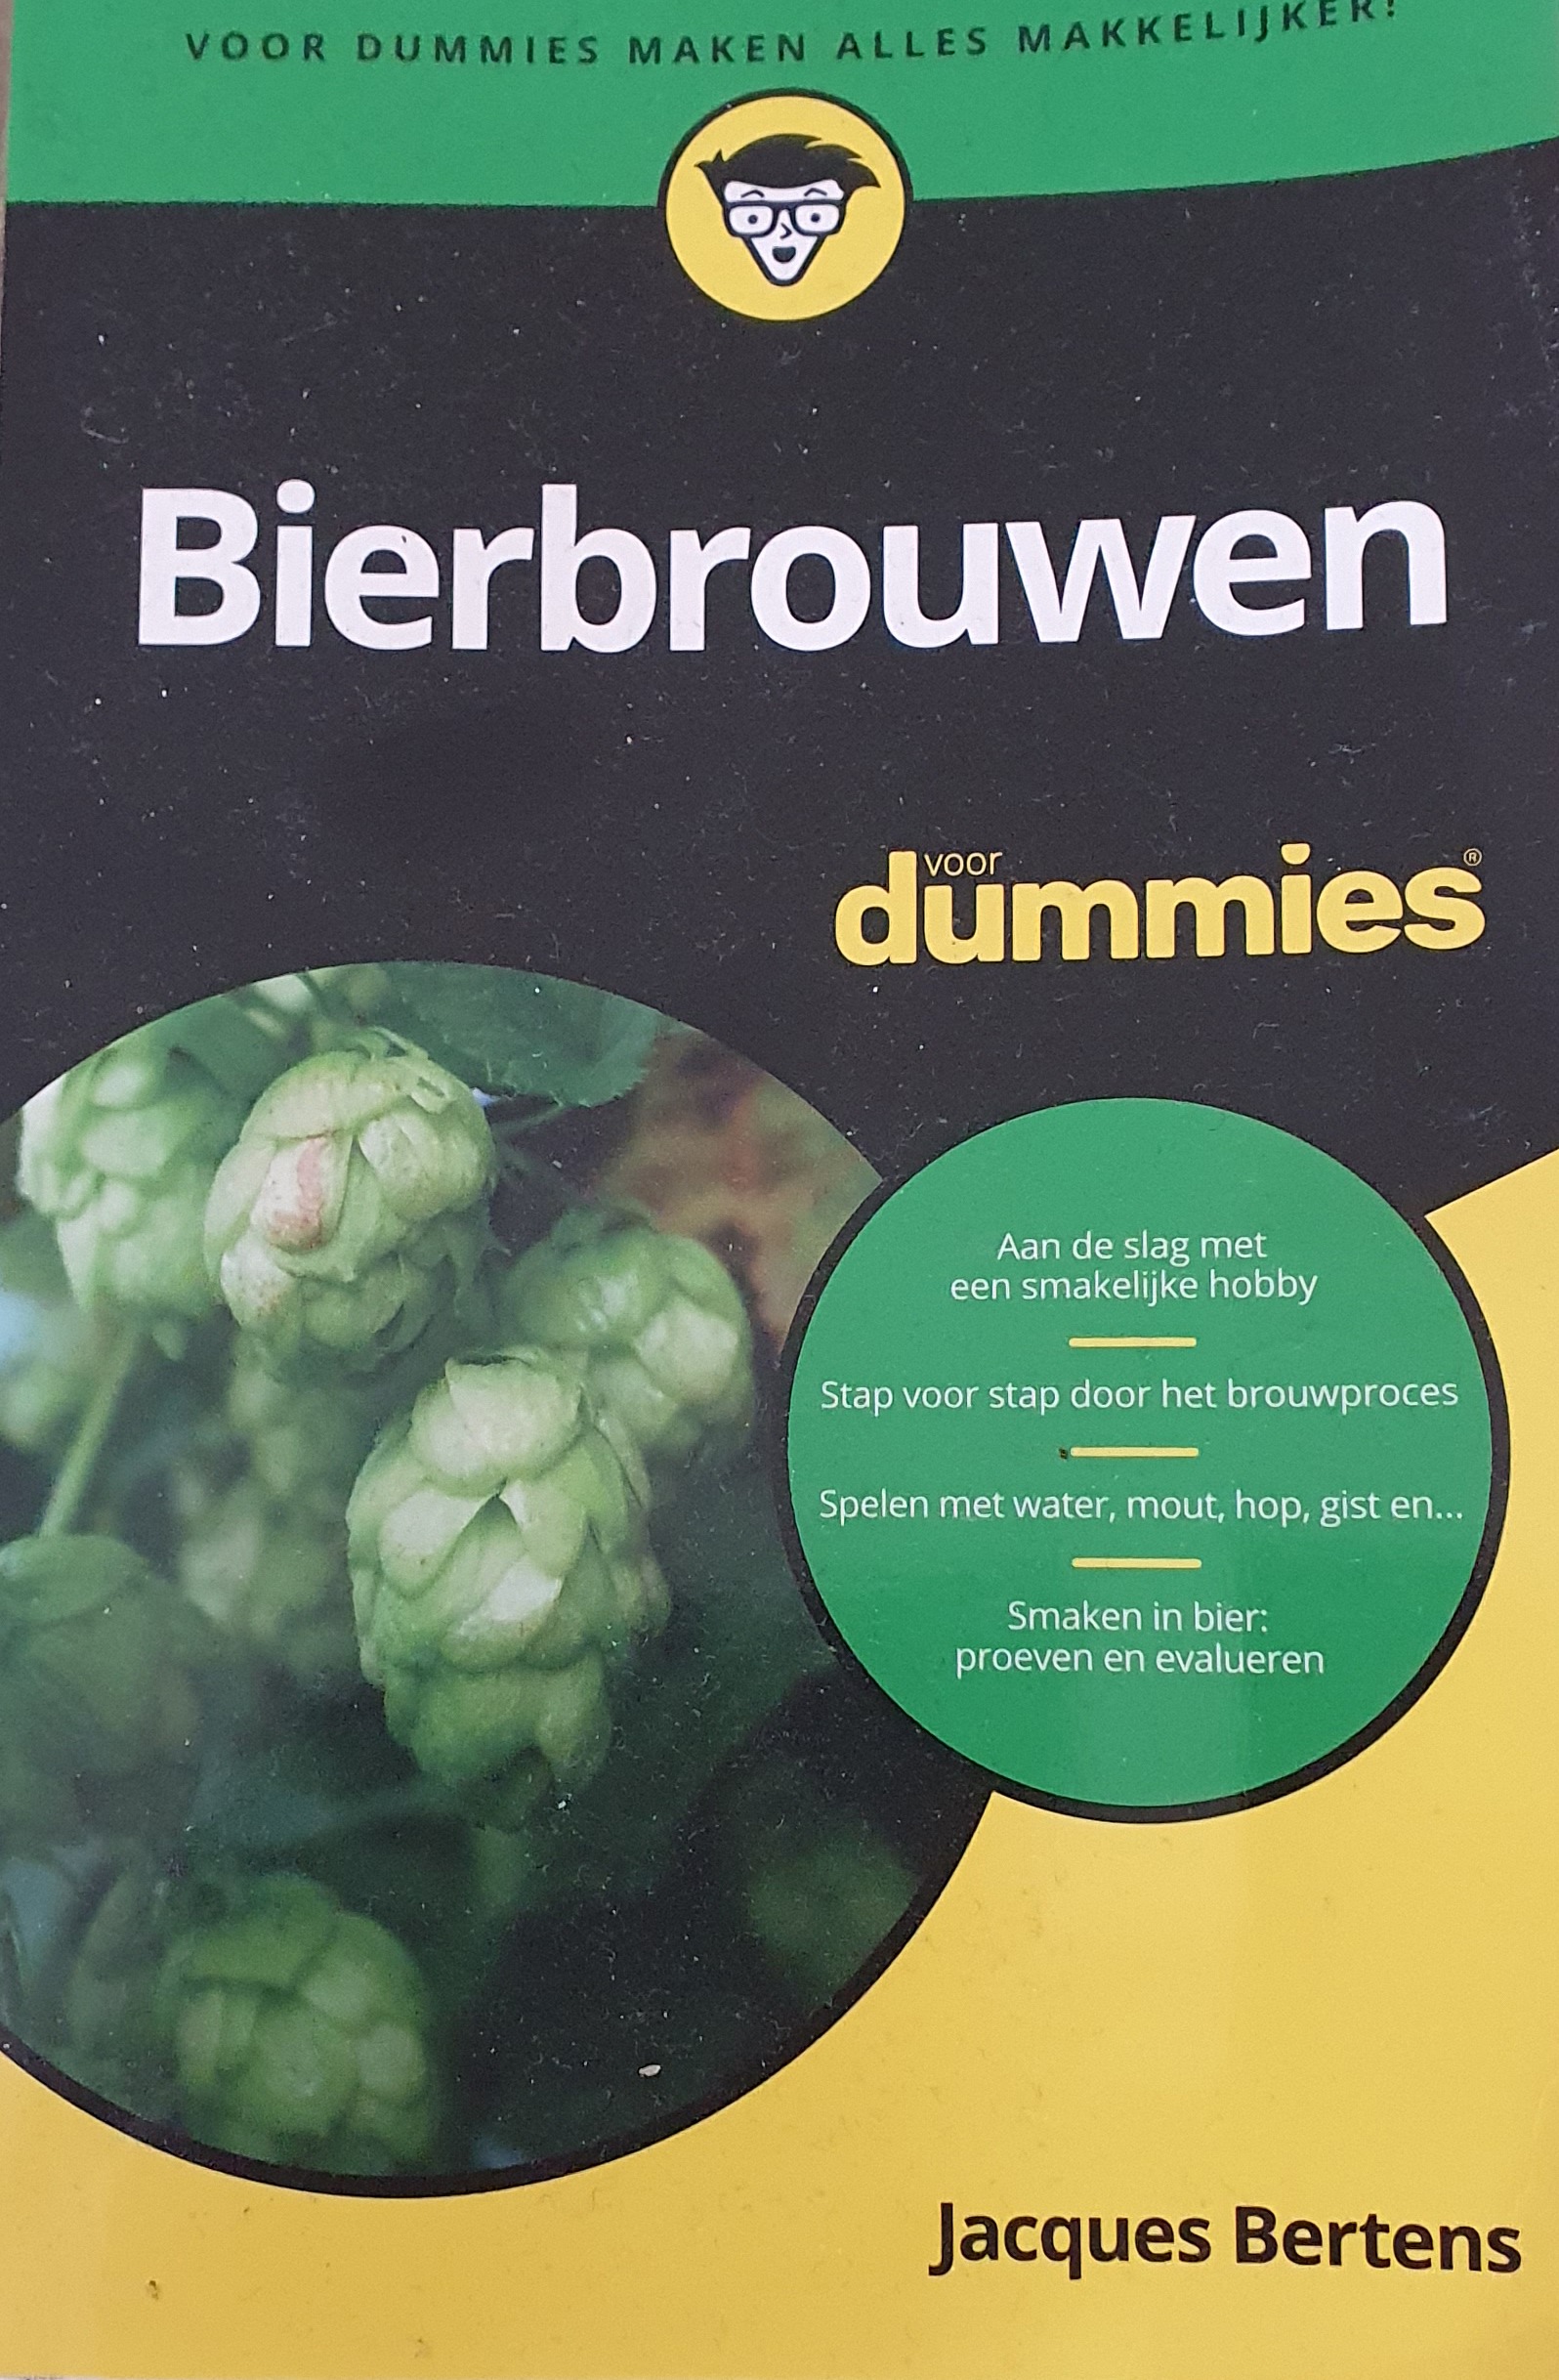 VOOR DUMMIES MAKEN ALLES MAKKELIJKER!
Bierbrouwen
voor
dummies®
Aan de slag met
een smakelijke hobby
Stap voor stap door het brouwproces
Spelen met water, mout, hop, gist en...
Smaken in bier:
proeven en evalueren
Jacques Bertens